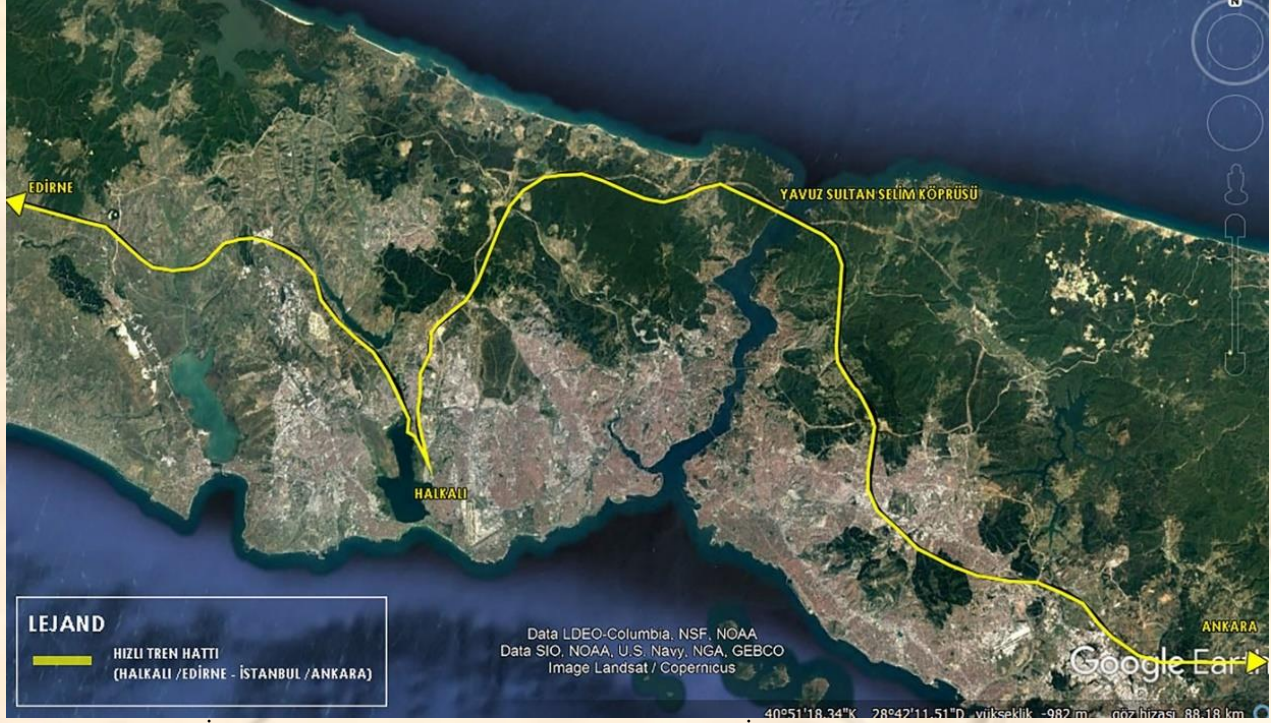 N
EDİRNE
YAVUZ SULTAN SELİM KÖPRÜSÜ
HALKALI
ANKARA
LEJAND
HIZLI TREN HATTI
(HALKALI /EDİRNE - İSTANBUL /ANKARA)
Data LDEO-Columbia, NSF, NOAA
Data SIO, NOAA, U.S. Navy, NGA, GEBCO
Image Landsat / Copernicus
Google Earth
40°51'18.34"K 28°42'11.51"D yükseklik -982 m göz hizası 88.18 km